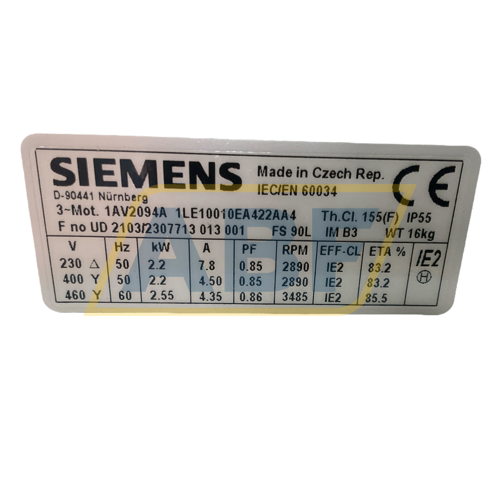 SIEMENS
Made in Czech Rep.
D-90441 Nürnberg
IEC/EN 60034
CE
3~Mot. 1AV2094A 1LE10010EA422AA4 Th.Cl. 155(F) IP55
F no UD 2103/2307713 013 001 FS 90L IM B3 WT 16kg
V Hz kW A PF RPM EFF-CL ETA %
230 Δ 50 2.2 7.8 0.85 2890 IE2 83.2
400 Y 50 2.2 4.50 0.85 2890 IE2 83.2
460 Y 60 2.55 4.35 0.86 3485 IE2 85.5
IE2
H
ABF